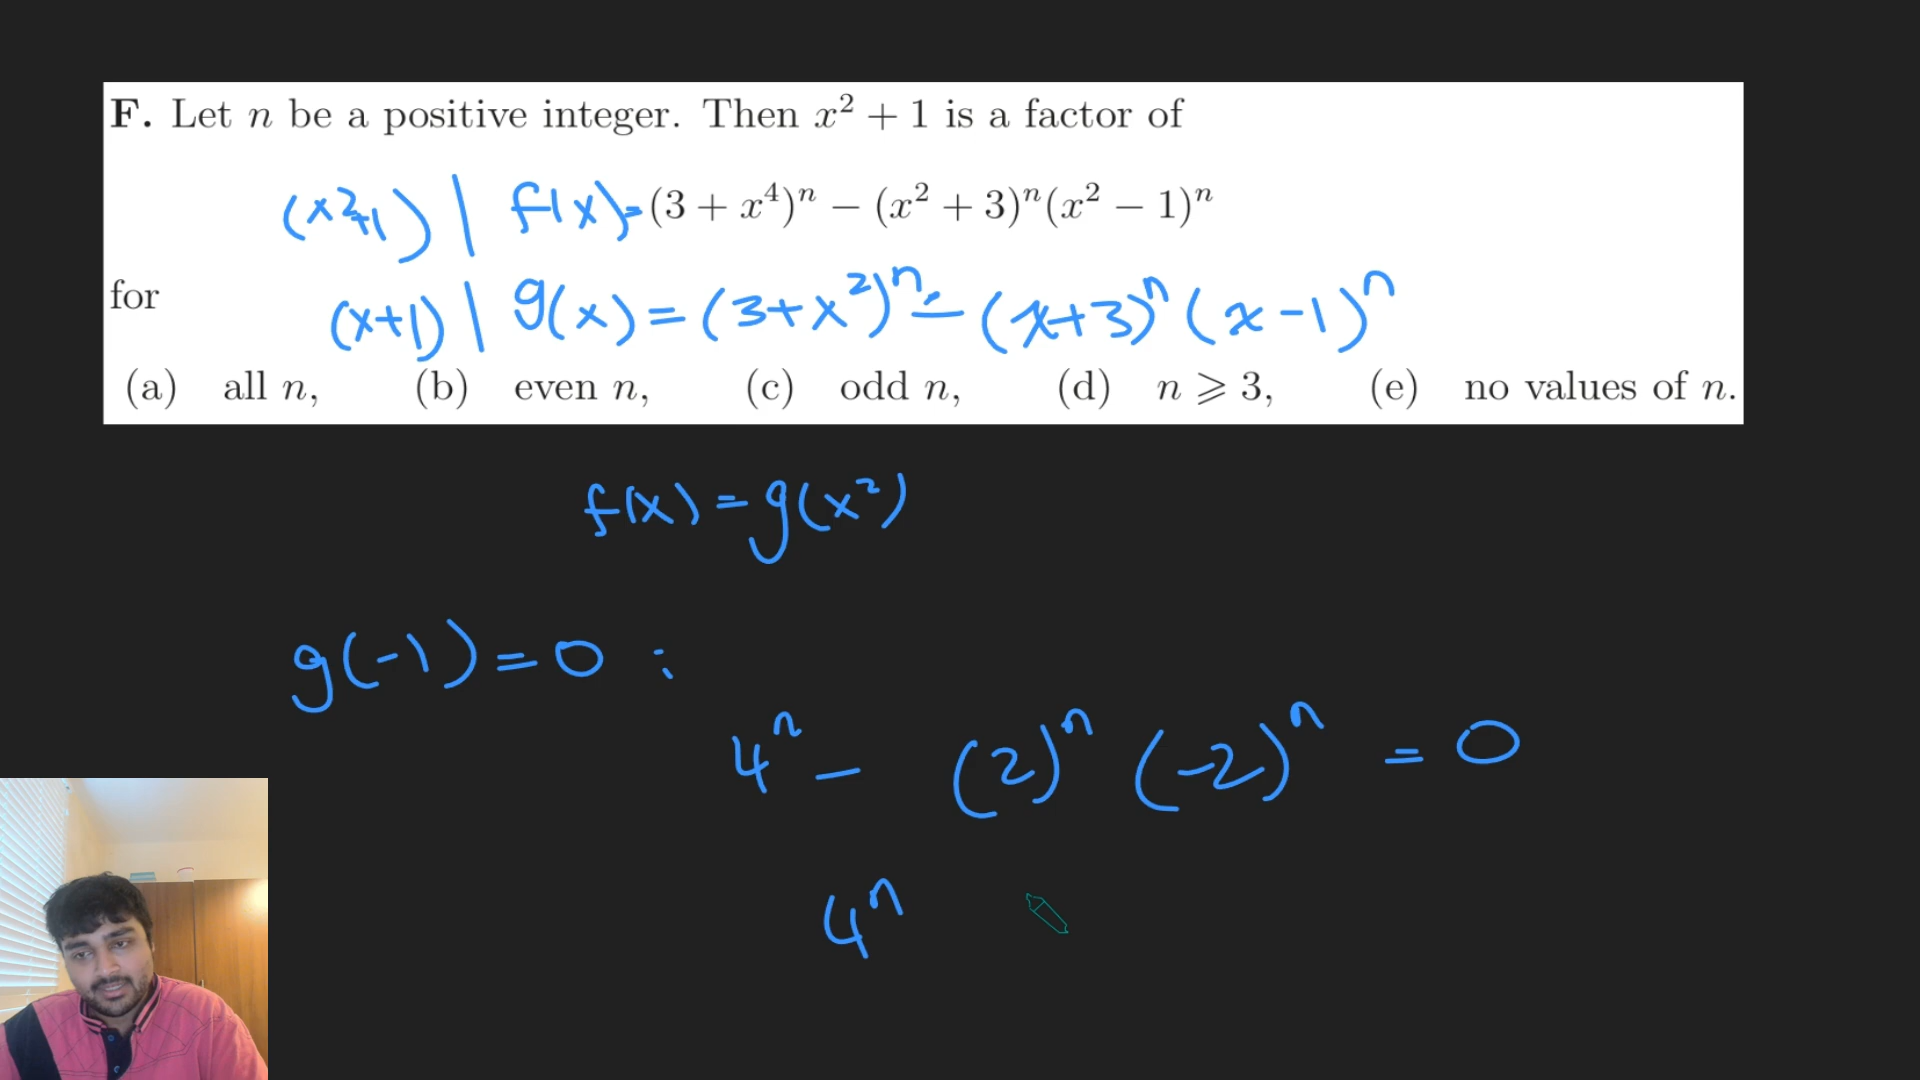 F. Let n be a positive integer. Then x² + 1 is a factor of
(x²+1) | f(x)= (3 + x⁴)ⁿ − (x² + 3)ⁿ(x² − 1)ⁿ
for
(x+1) | g(x) = (3+x²)ⁿ − (x+3)ⁿ (x−1)ⁿ
(a) all n, (b) even n, (c) odd n, (d) n ⩾ 3, (e) no values of n.
f(x) = g(x²)
g(-1) = 0 :
4ⁿ − (2)ⁿ (-2)ⁿ = 0
4ⁿ